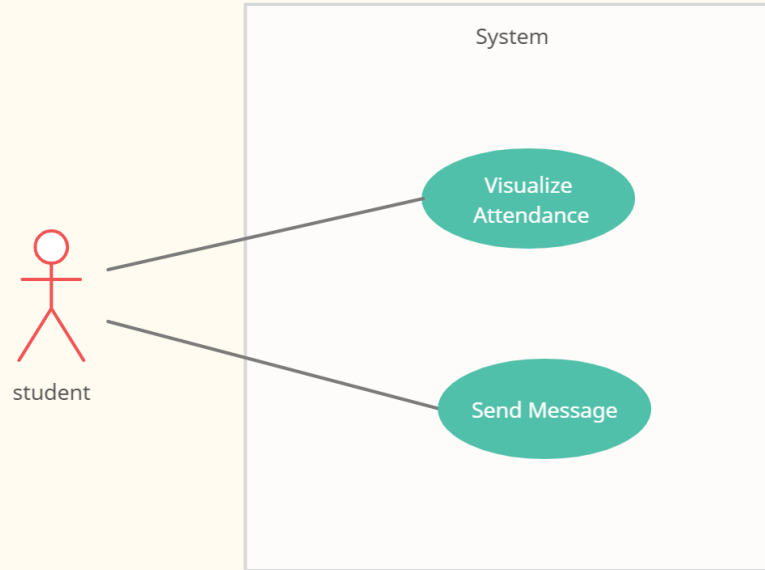 System
Visualize
Attendance
student
Send Message